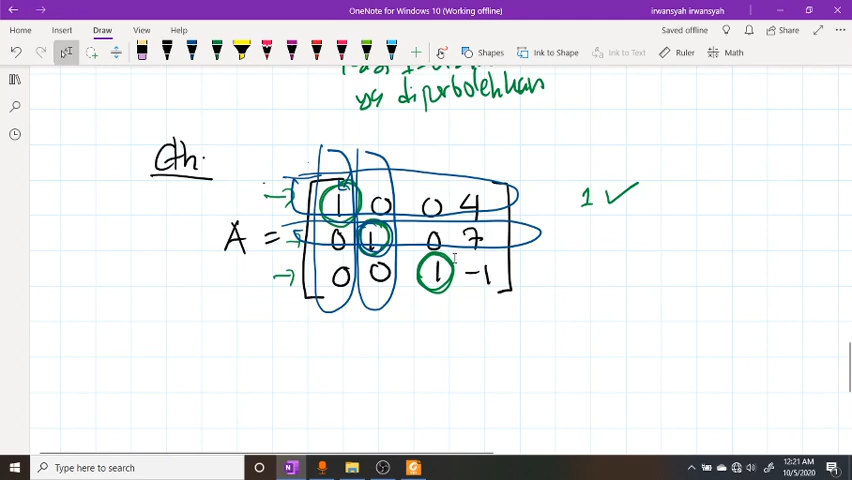 OneNote for Windows 10 (Working offline)
irwansyah irwansyah
Home Insert Draw View Help
Saved offline Share
Shapes Ink to Shape Ink to Text Ruler Math
yg diperbolehkan
Cth.
1 0 0 4
A = 0 1 0 7
0 0 1 -1
1 ✓
Type here to search
12:21 AM
10/5/2020